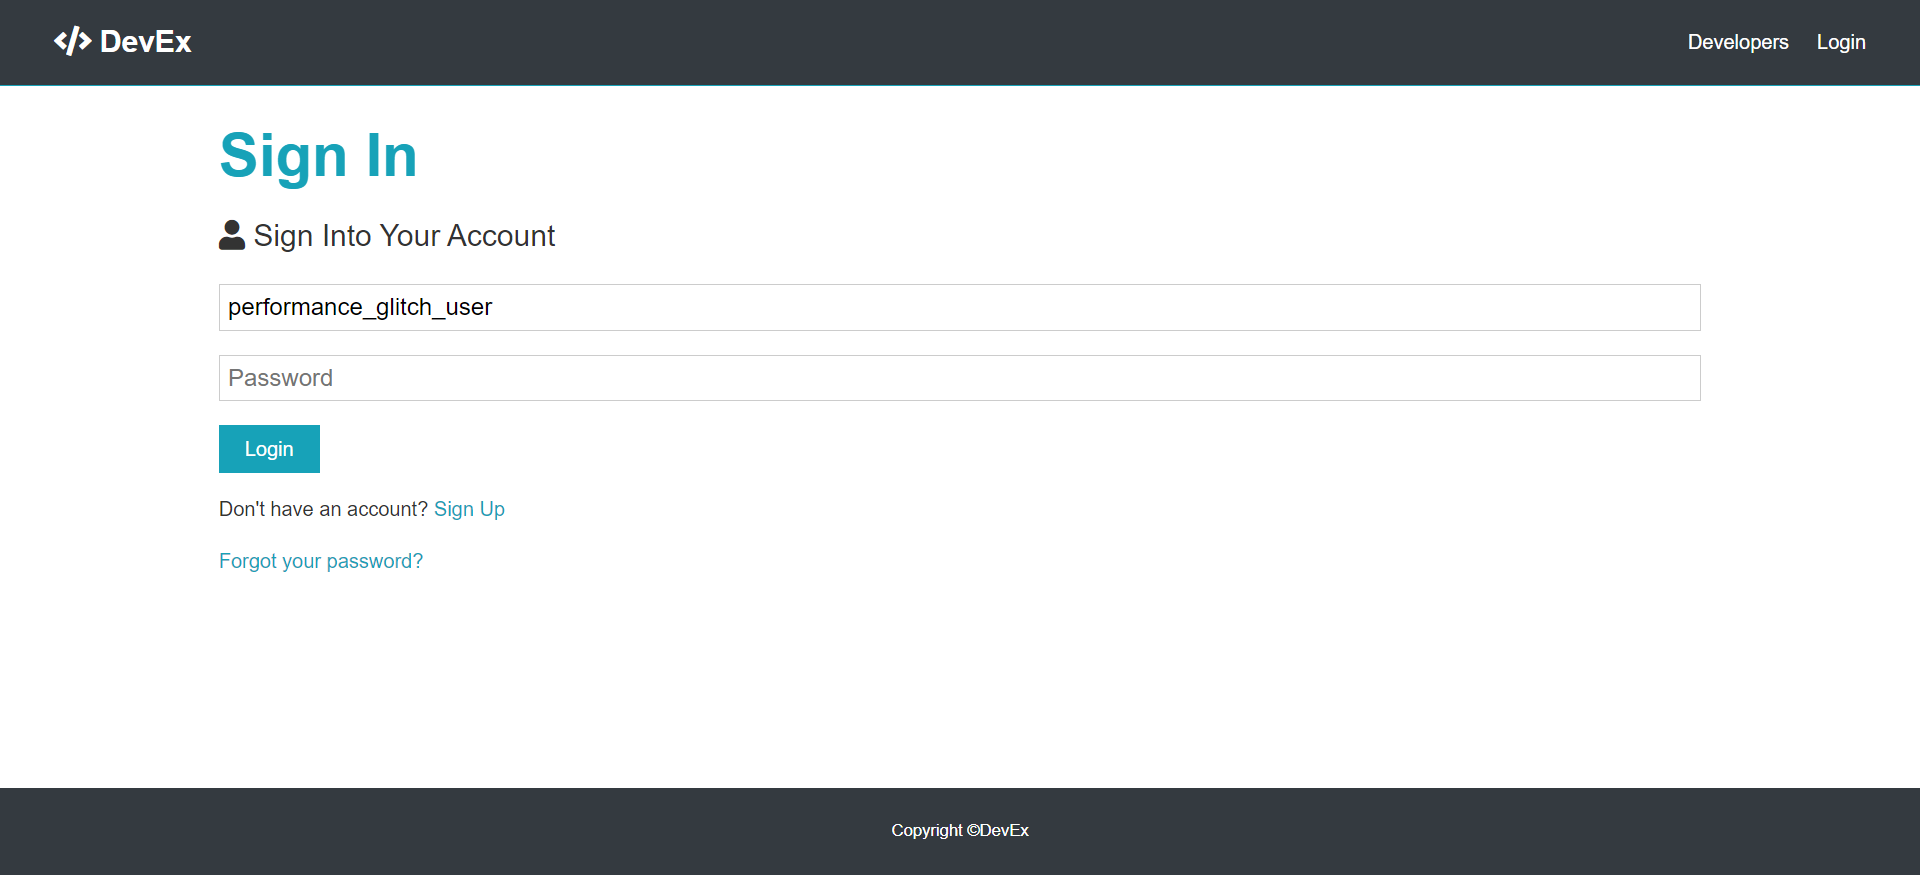 DevEx
Developers
Login
Sign In
Sign Into Your Account
performance_glitch_user
Password
Login
Don't have an account? Sign Up
Forgot your password?
Copyright ©DevEx